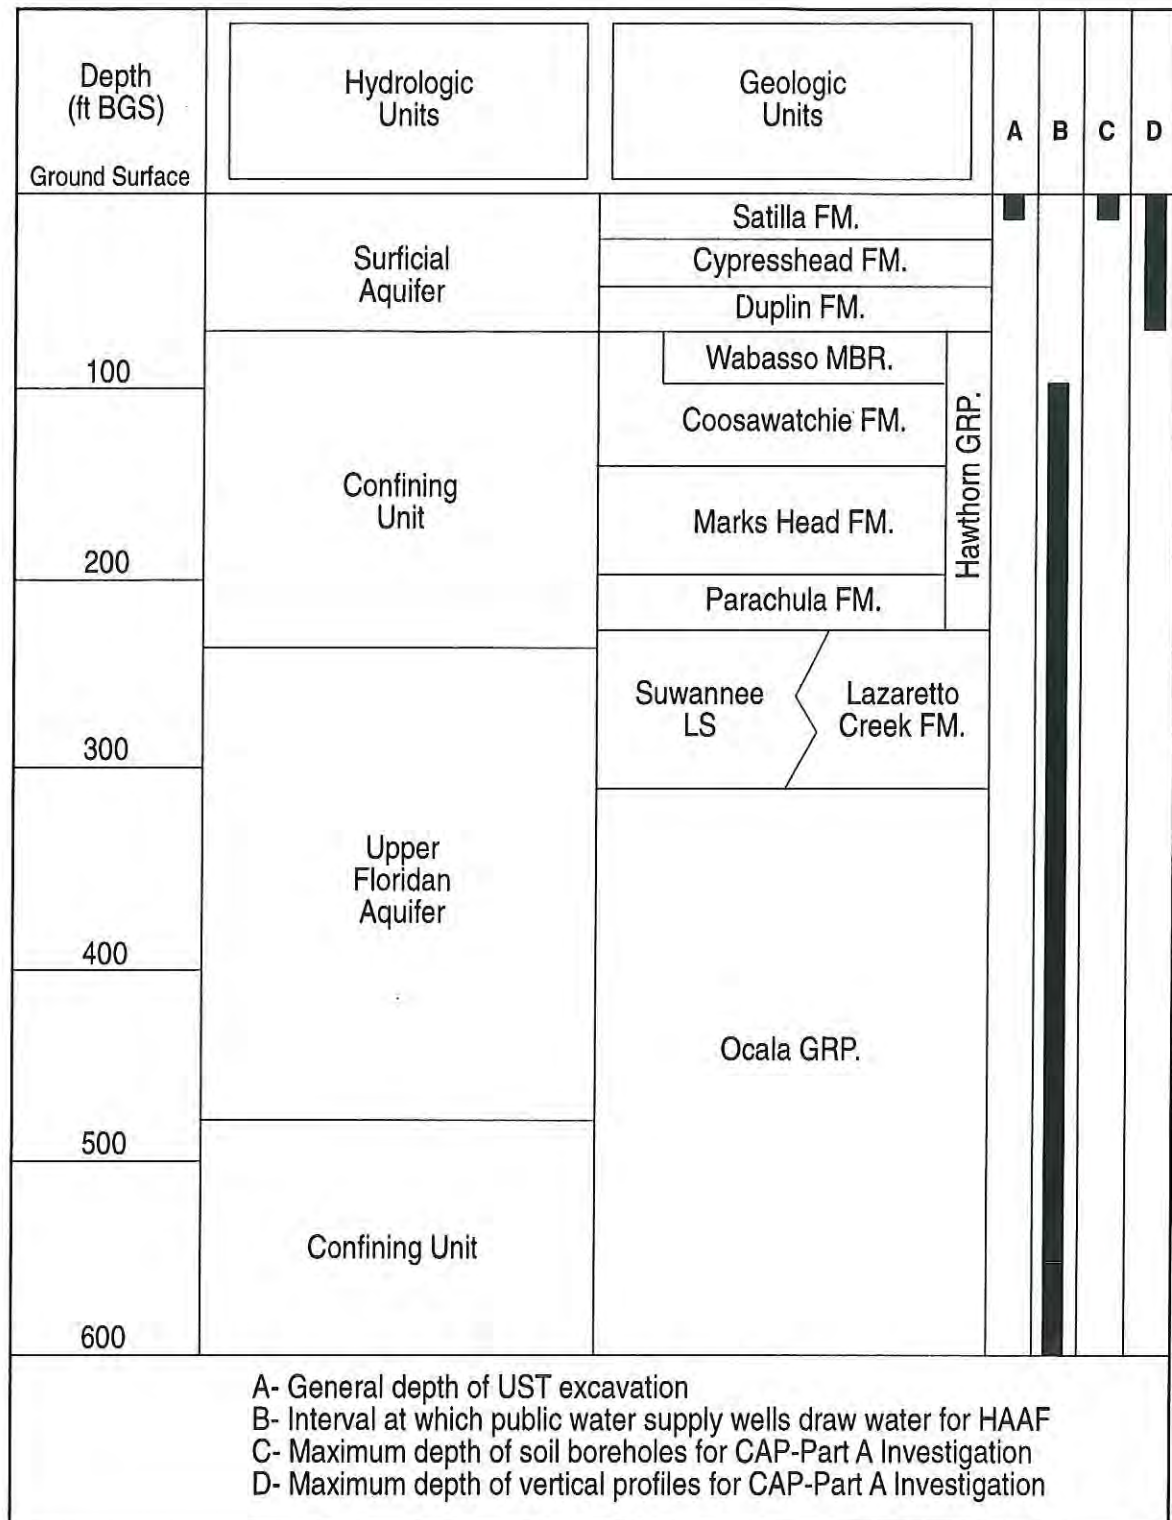 Depth
(ft BGS)
Ground Surface
Hydrologic
Units
Geologic
Units
A
B
C
D
Surficial
Aquifer
Satilla FM.
Cypresshead FM.
Duplin FM.
100
Wabasso MBR.
Coosawatchie FM.
Hawthorn GRP.
Confining
Unit
Marks Head FM.
200
Parachula FM.
Suwannee
LS
Lazaretto
Creek FM.
300
Upper
Floridan
Aquifer
400
Ocala GRP.
500
Confining Unit
600
A- General depth of UST excavation
B- Interval at which public water supply wells draw water for HAAF
C- Maximum depth of soil boreholes for CAP-Part A Investigation
D- Maximum depth of vertical profiles for CAP-Part A Investigation